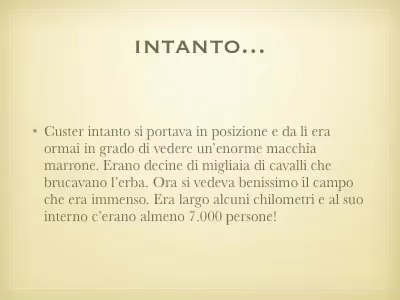 INTANTO...
• Custer intanto si portava in posizione e da lì era
ormai in grado di vedere un'enorme macchia
marrone. Erano decine di migliaia di cavalli che
brucavano l'erba. Ora si vedeva benissimo il campo
che era immenso. Era largo alcuni chilometri e al suo
interno c'erano almeno 7.000 persone!